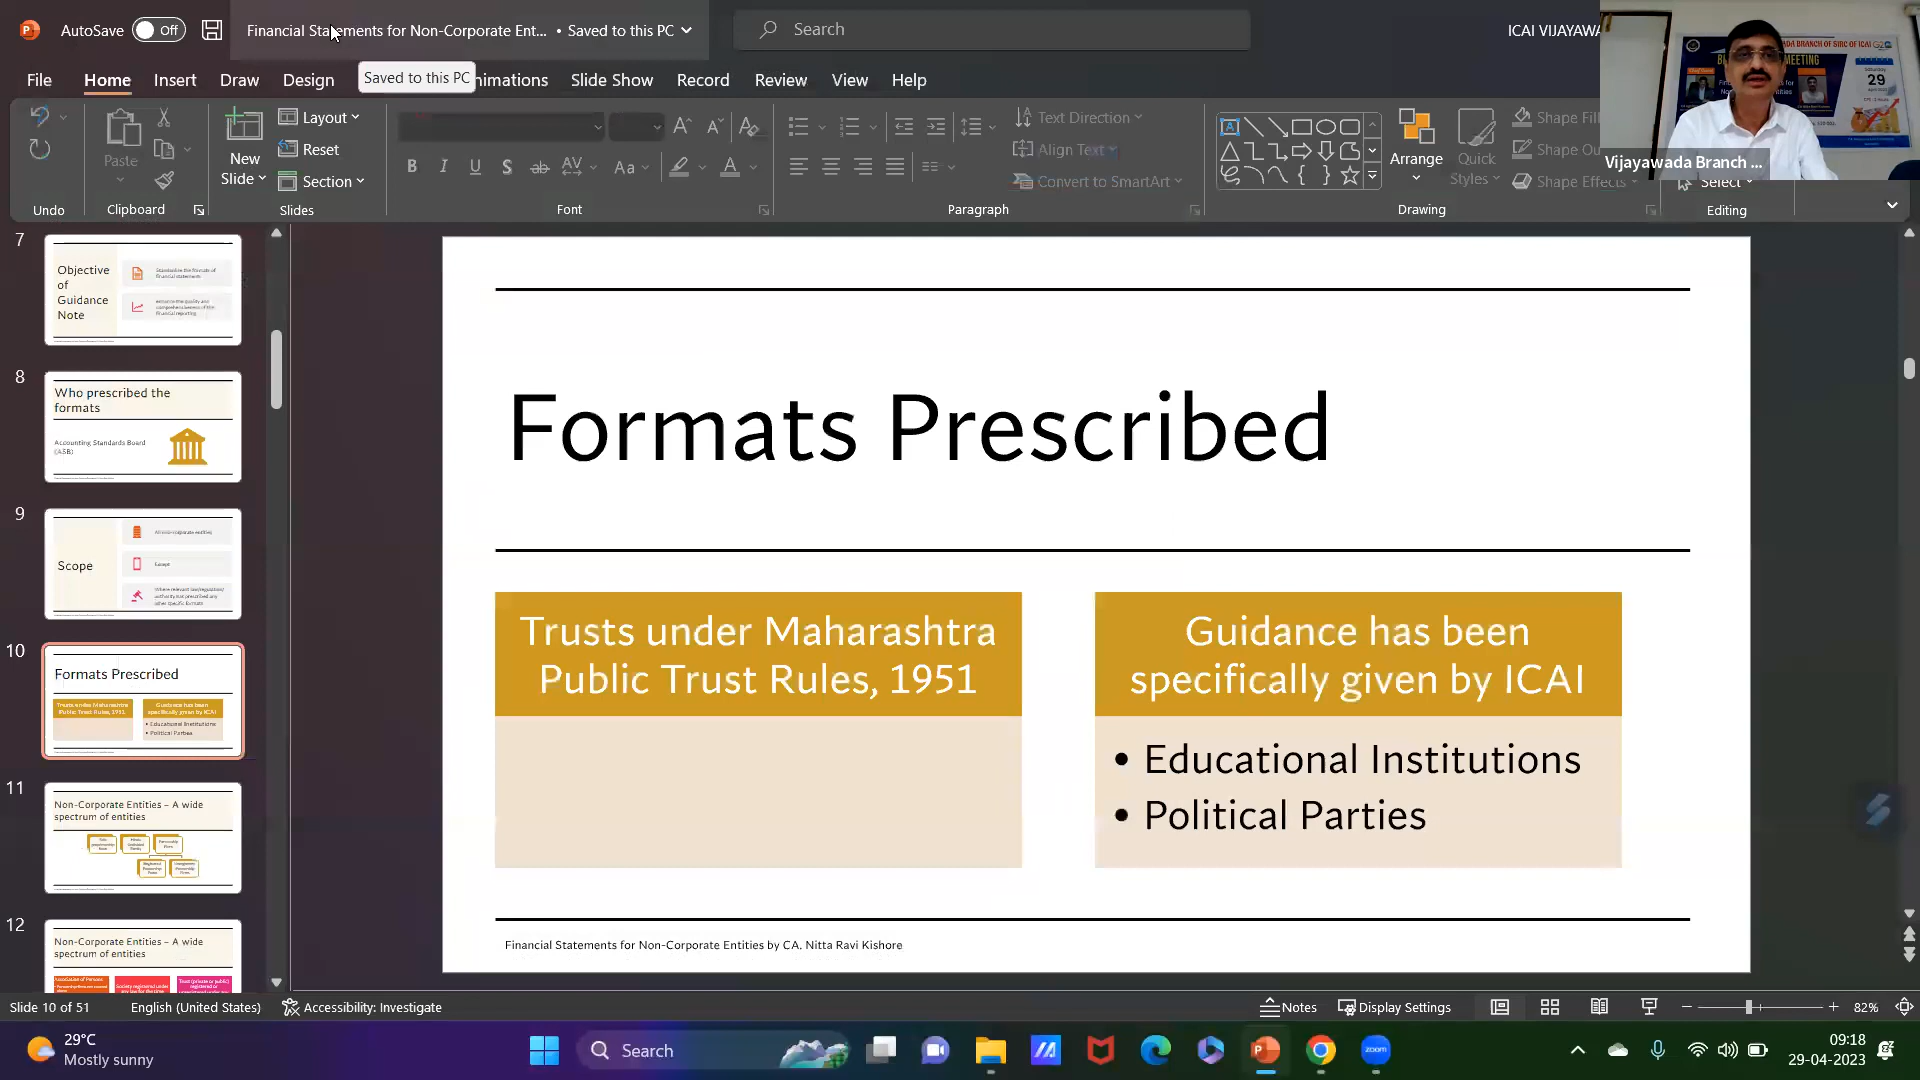 AutoSave Off Financial Statements for Non-Corporate Ent... • Saved to this PC Search ICAI VIJAYAWA
File Home Insert Draw Design Saved to this PC nimations Slide Show Record Review View Help
Paste New Slide Layout Reset Section
Text Direction
Align Text
Convert to SmartArt
Arrange Quick Styles Shape Fill
Shape Ou
Shape Effects
Select
Undo Clipboard Slides Font Paragraph Drawing Editing
VIJAYAWADA BRANCH OF SIRC OF ICAI
MEETING
29
Vijayawada Branch ...
7
Objective
of
Guidance
Note
Standardise the formats of
financial statements
8
Who prescribed the
formats
Accounting Standards Board
(ASB)
9
Scope
All non-corporate entities
Except
Where relevant law/regulation/
authority has prescribed any
other specific formats
10
Formats Prescribed
Trusts under Maharashtra
Public Trust Rules, 1951
Guidance has been
specifically given by ICAI
• Educational Institutions
• Political Parties
11
Non-Corporate Entities – A wide
spectrum of entities
12
Non-Corporate Entities – A wide
spectrum of entities
Formats Prescribed
Trusts under Maharashtra
Public Trust Rules, 1951
Guidance has been
specifically given by ICAI
• Educational Institutions
• Political Parties
Financial Statements for Non-Corporate Entities by CA. Nitta Ravi Kishore
Slide 10 of 51 English (United States) Accessibility: Investigate Notes Display Settings 82%
29°C
Mostly sunny
Search
zoom
09:18
29-04-2023